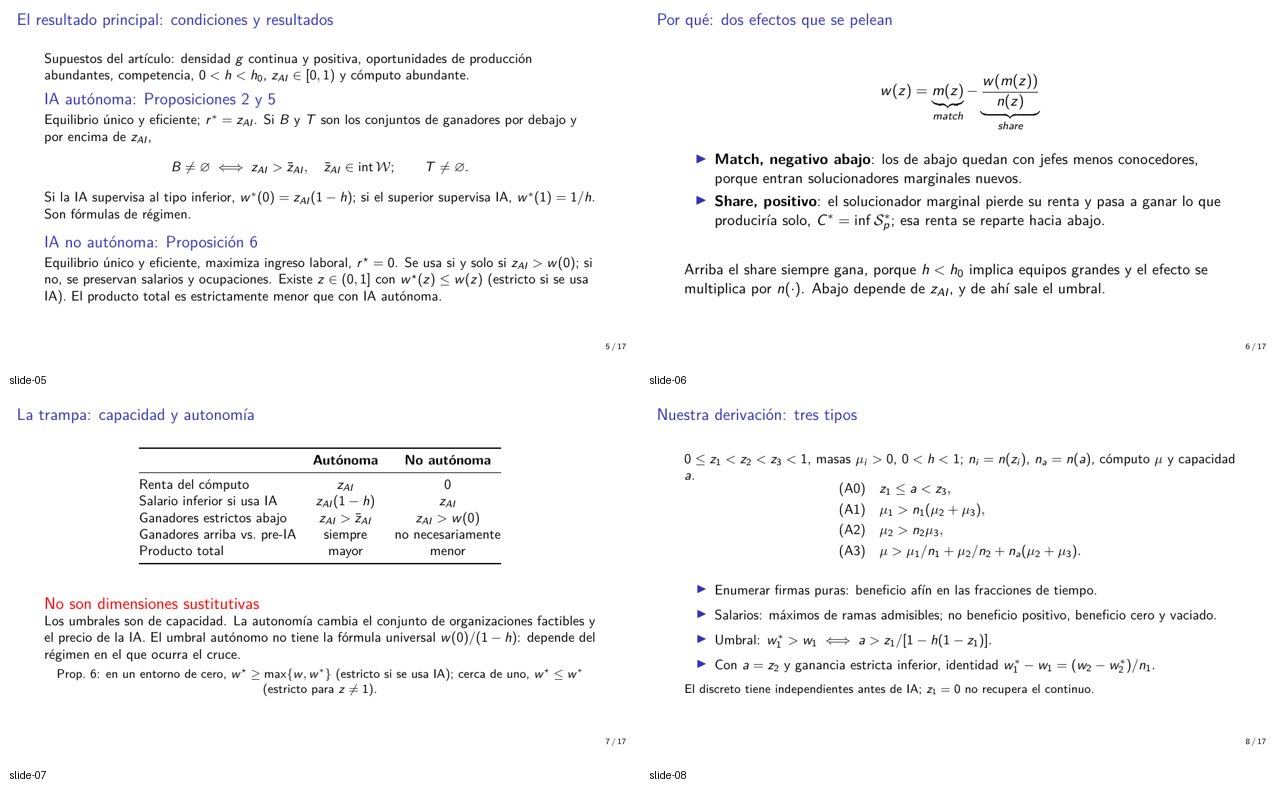 El resultado principal: condiciones y resultados
Supuestos del artículo: densidad g continua y positiva, oportunidades de producción
abundantes, competencia, 0 < h < h₀, z_AI ∈ [0, 1) y cómputo abundante.
IA autónoma: Proposiciones 2 y 5
Equilibrio único y eficiente; r* = z_AI. Si B y T son los conjuntos de ganadores por debajo y
por encima de z_AI,
B ≠ ∅ ⟺ z_AI > z̄_AI, z̄_AI ∈ int 𝒲; T ≠ ∅.
Si la IA supervisa al tipo inferior, w*(0) = z_AI(1 − h); si el superior supervisa IA, w*(1) = 1/h.
Son fórmulas de régimen.
IA no autónoma: Proposición 6
Equilibrio único y eficiente, maximiza ingreso laboral, r⋆ = 0. Se usa si y solo si z_AI > w(0); si
no, se preservan salarios y ocupaciones. Existe z ∈ (0, 1] con w⋆(z) ≤ w(z) (estricto si se usa
IA). El producto total es estrictamente menor que con IA autónoma.
5 / 17
slide-05
Por qué: dos efectos que se pelean
w(z) = m(z) − w(m(z)) / n(z)
match
share
▶ Match, negativo abajo: los de abajo quedan con jefes menos conocedores,
porque entran solucionadores marginales nuevos.
▶ Share, positivo: el solucionador marginal pierde su renta y pasa a ganar lo que
produciría solo, C* = inf 𝒮*_p; esa renta se reparte hacia abajo.
Arriba el share siempre gana, porque h < h₀ implica equipos grandes y el efecto se
multiplica por n(·). Abajo depende de z_AI, y de ahí sale el umbral.
6 / 17
slide-06
La trampa: capacidad y autonomía
Autónoma No autónoma
Renta del cómputo z_AI 0
Salario inferior si usa IA z_AI(1 − h) z_AI
Ganadores estrictos abajo z_AI > z̄_AI z_AI > w(0)
Ganadores arriba vs. pre-IA siempre no necesariamente
Producto total mayor menor
No son dimensiones sustitutivas
Los umbrales son de capacidad. La autonomía cambia el conjunto de organizaciones factibles y
el precio de la IA. El umbral autónomo no tiene la fórmula universal w(0)/(1 − h): depende del
régimen en el que ocurra el cruce.
Prop. 6: en un entorno de cero, w⋆ ≥ max{w, w*} (estricto si se usa IA); cerca de uno, w⋆ ≤ w*
(estricto para z ≠ 1).
7 / 17
slide-07
Nuestra derivación: tres tipos
0 ≤ z₁ < z₂ < z₃ < 1, masas μᵢ > 0, 0 < h < 1; nᵢ = n(zᵢ), nₐ = n(a), cómputo μ y capacidad
a.
(A0) z₁ ≤ a < z₃,
(A1) μ₁ > n₁(μ₂ + μ₃),
(A2) μ₂ > n₂μ₃,
(A3) μ > μ₁/n₁ + μ₂/n₂ + nₐ(μ₂ + μ₃).
▶ Enumerar firmas puras: beneficio afín en las fracciones de tiempo.
▶ Salarios: máximos de ramas admisibles; no beneficio positivo, beneficio cero y vaciado.
▶ Umbral: w₁* > w₁ ⟺ a > z₁/[1 − h(1 − z₁)].
▶ Con a = z₂ y ganancia estricta inferior, identidad w₁* − w₁ = (w₂ − w₂*)/n₁.
El discreto tiene independientes antes de IA; z₁ = 0 no recupera el continuo.
8 / 17
slide-08